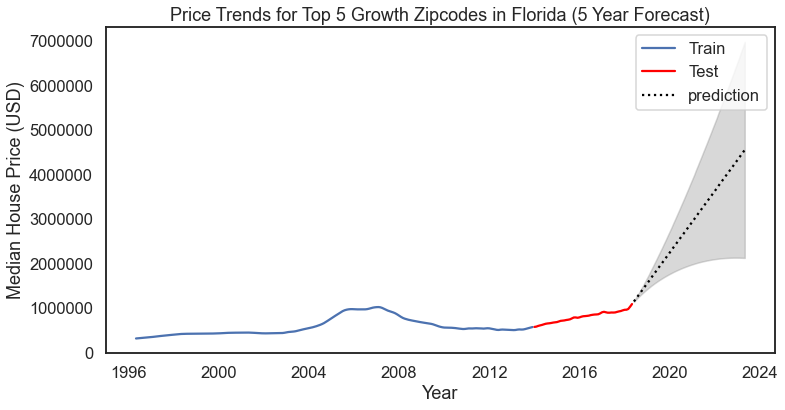 Price Trends for Top 5 Growth Zipcodes in Florida (5 Year Forecast)
7000000
6000000
5000000
4000000
3000000
2000000
1000000
0
Median House Price (USD)
Train
Test
prediction
1996
2000
2004
2008
2012
2016
2020
2024
Year